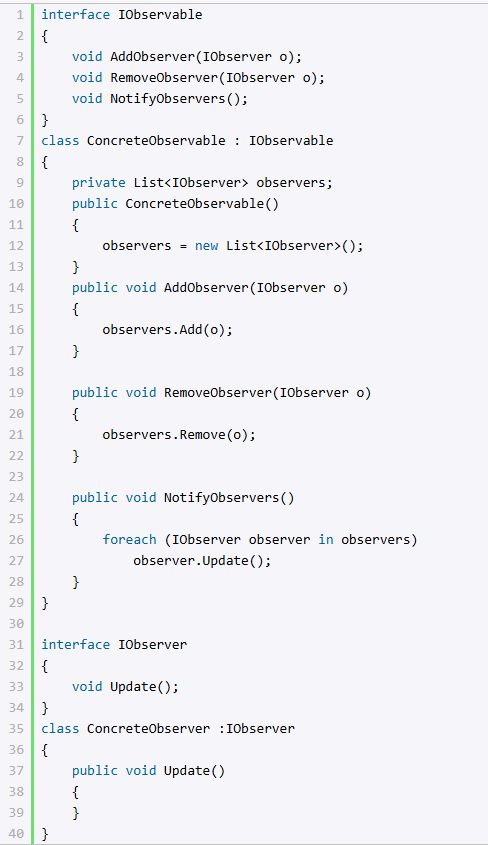 1 interface IObservable
2 {
3     void AddObserver(IObserver o);
4     void RemoveObserver(IObserver o);
5     void NotifyObservers();
6 }
7 class ConcreteObservable : IObservable
8 {
9     private List<IObserver> observers;
10     public ConcreteObservable()
11     {
12         observers = new List<IObserver>();
13     }
14     public void AddObserver(IObserver o)
15     {
16         observers.Add(o);
17     }
18
19     public void RemoveObserver(IObserver o)
20     {
21         observers.Remove(o);
22     }
23
24     public void NotifyObservers()
25     {
26         foreach (IObserver observer in observers)
27             observer.Update();
28     }
29 }
30
31 interface IObserver
32 {
33     void Update();
34 }
35 class ConcreteObserver :IObserver
36 {
37     public void Update()
38     {
39     }
40 }